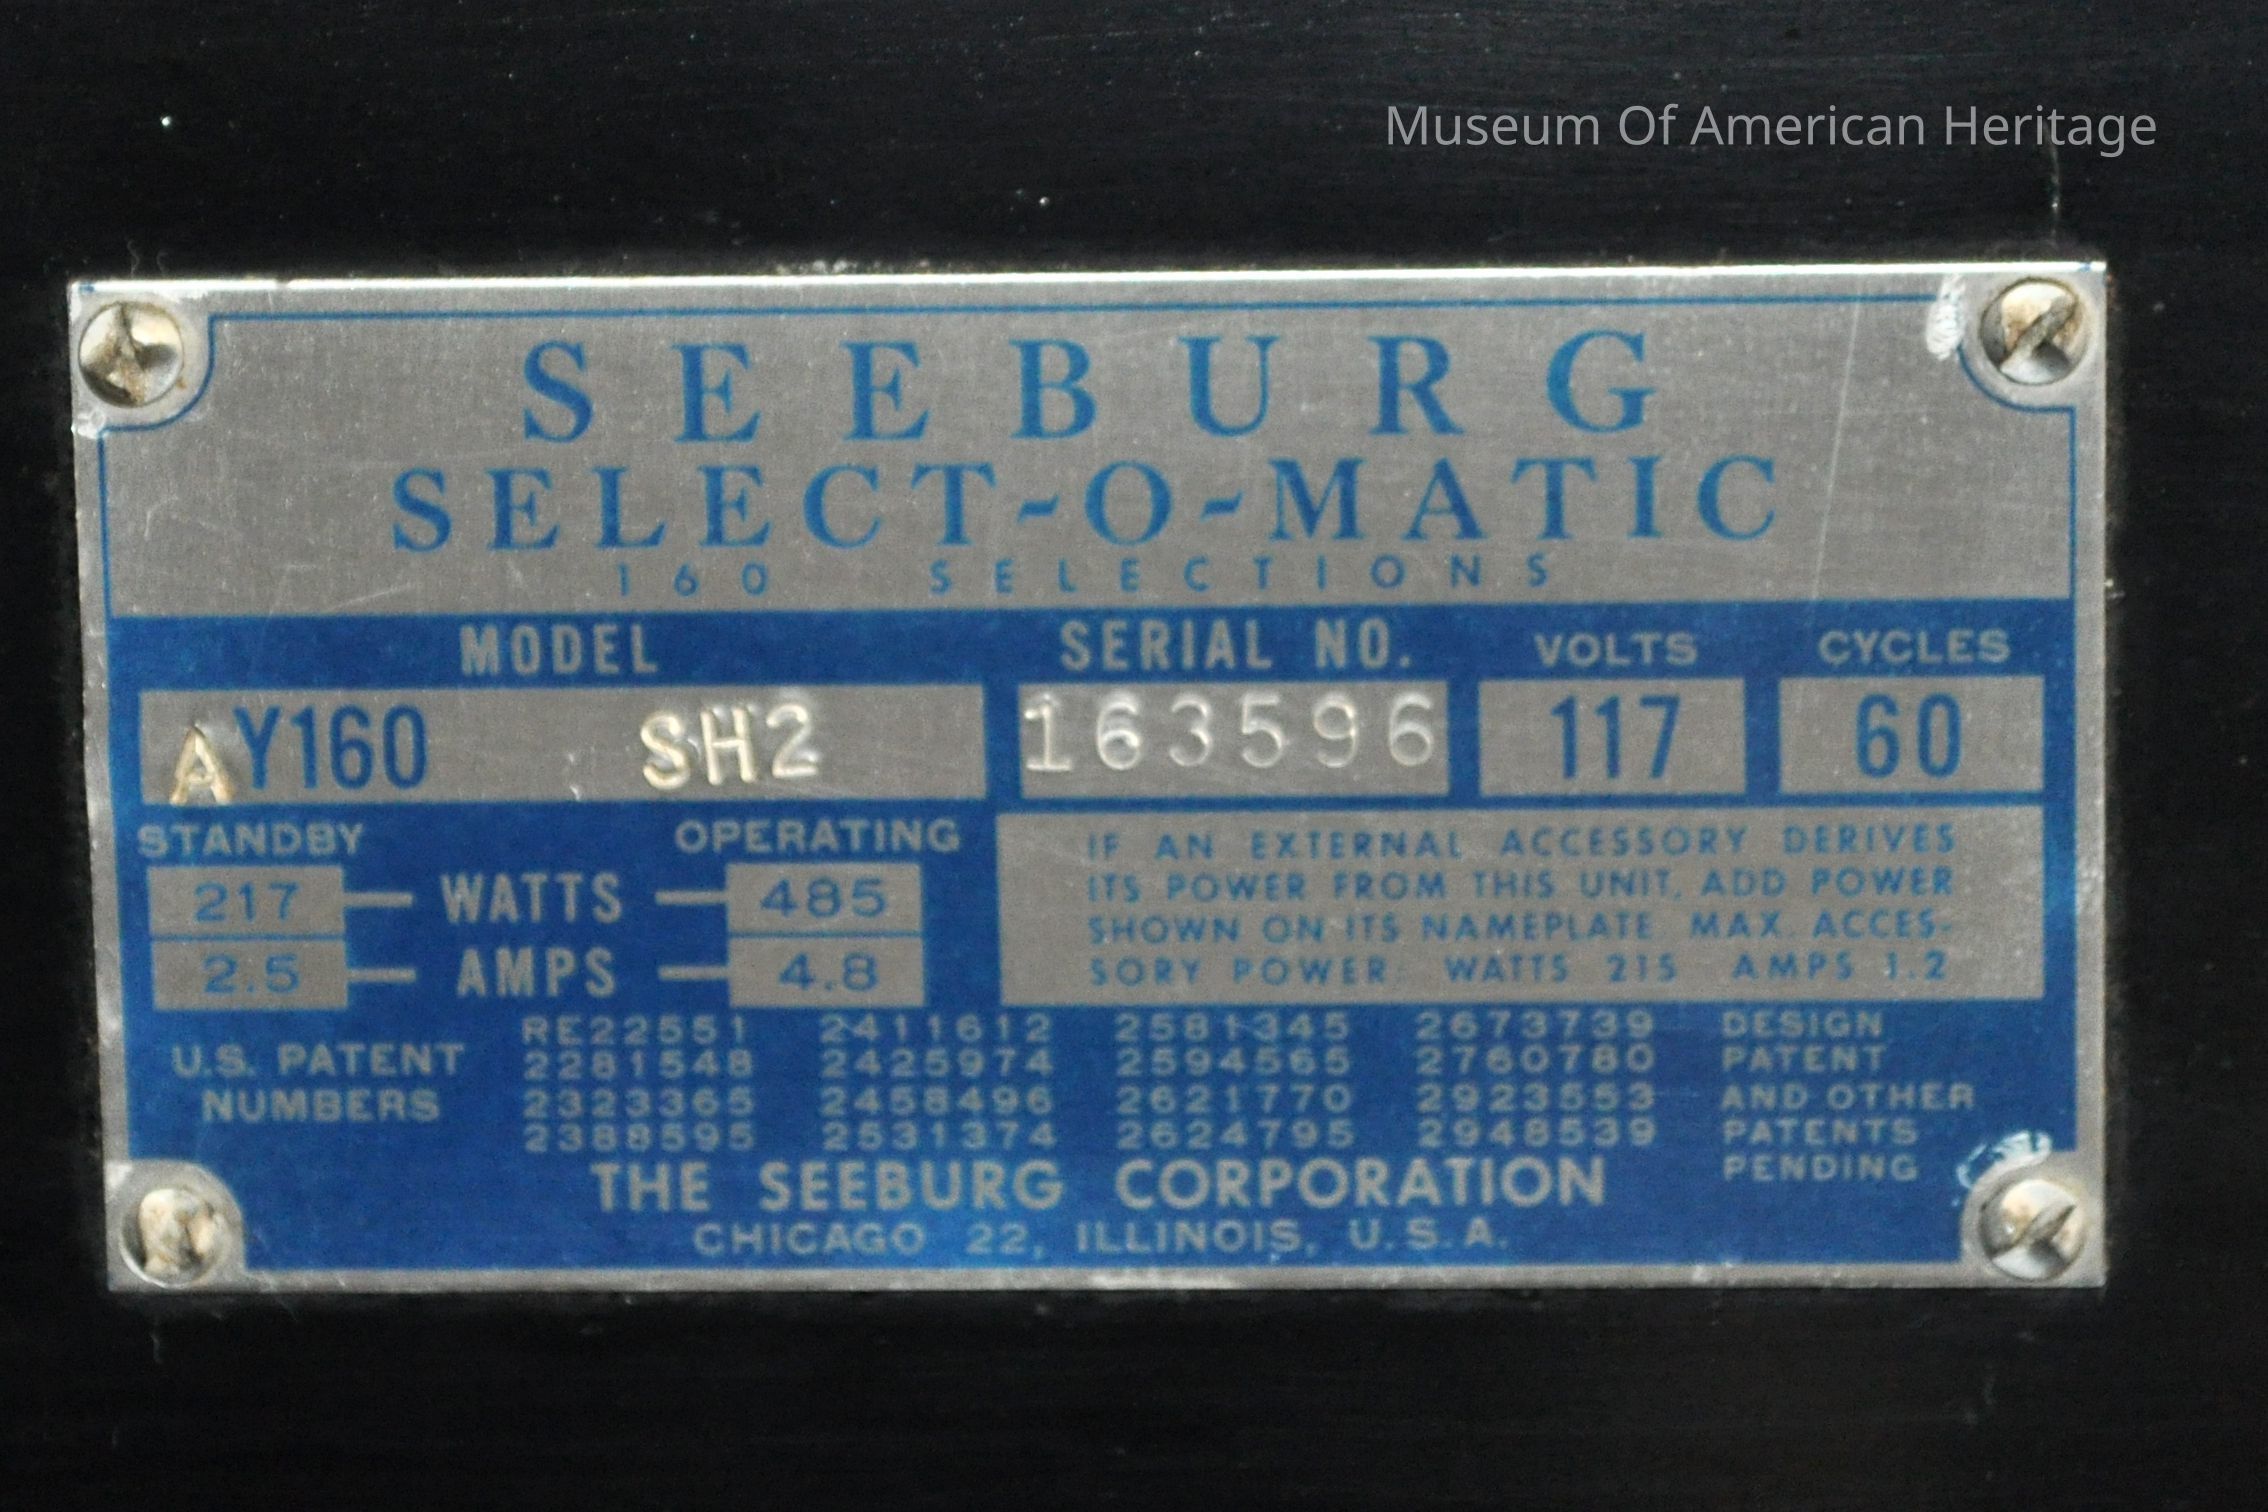 Museum Of American Heritage
SEEBURG
SELECT-O-MATIC
160 SELECTIONS
MODEL SERIAL NO. VOLTS CYCLES
AY160 SH2 163596 117 60
STANDBY OPERATING
217 WATTS 485
2.5 AMPS 4.8
IF AN EXTERNAL ACCESSORY DERIVES
ITS POWER FROM THIS UNIT, ADD POWER
SHOWN ON ITS NAMEPLATE MAX. ACCES-
SORY POWER: WATTS 215 AMPS 1.2
U.S. PATENT
NUMBERS
RE22551 2411612 2581345 2673739
2281548 2425974 2594565 2760780
2323365 2458496 2621770 2923553
2388595 2531374 2624795 2948539
DESIGN
PATENT
AND OTHER
PATENTS
PENDING
THE SEEBURG CORPORATION
CHICAGO 22, ILLINOIS, U.S.A.